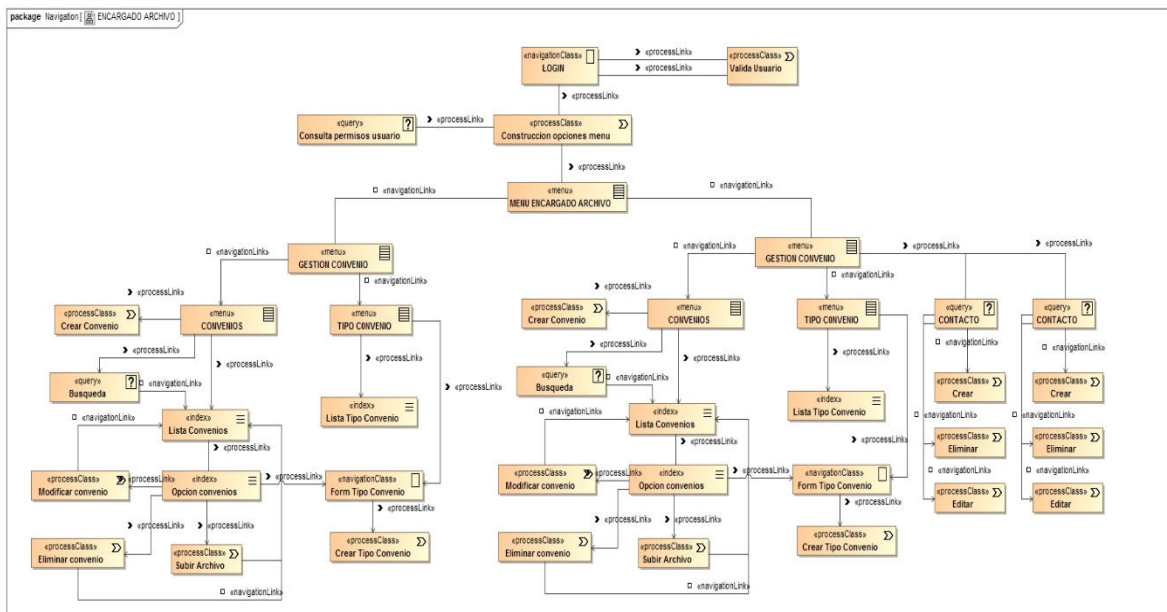 package Navigation [ ENCARGADO ARCHIVO ]
«navigationClass»
LOGIN
«processLink»
«processLink»
«processClass»
Valida Usuario
«processLink»
«query»
Consulta permisos usuario
«processLink»
«processClass»
Construccion opciones menu
«processLink»
«menu»
MENU ENCARGADO ARCHIVO
«navigationLink»
«navigationLink»
«menu»
GESTION CONVENIO
«navigationLink»
«navigationLink»
«processLink»
«processClass»
Crear Convenio
«menu»
CONVENIOS
«menu»
TIPO CONVENIO
«processLink»
«processLink»
«processLink»
«processLink»
«query»
Busqueda
«navigationLink»
«index»
Lista Convenios
«index»
Lista Tipo Convenio
«navigationLink»
«processLink»
«processClass»
Modificar convenio
«index»
Opcion convenios
«processLink»
«navigationClass»
Form Tipo Convenio
«processLink»
«processLink»
«processLink»
«processClass»
Eliminar convenio
«processClass»
Subir Archivo
«processClass»
Crear Tipo Convenio
«navigationLink»
«menu»
GESTION CONVENIO
«navigationLink»
«navigationLink»
«processLink»
«processLink»
«processLink»
«processClass»
Crear Convenio
«menu»
CONVENIOS
«menu»
TIPO CONVENIO
«query»
CONTACTO
«query»
CONTACTO
«processLink»
«processLink»
«processLink»
«processLink»
«navigationLink»
«navigationLink»
«query»
Busqueda
«navigationLink»
«index»
Lista Convenios
«index»
Lista Tipo Convenio
«processClass»
Crear
«processClass»
Crear
«navigationLink»
«processLink»
«navigationLink»
«navigationLink»
«processClass»
Eliminar
«processClass»
Eliminar
«processClass»
Modificar convenio
«index»
Opcion convenios
«processLink»
«navigationClass»
Form Tipo Convenio
«navigationLink»
«navigationLink»
«processClass»
Editar
«processClass»
Editar
«processLink»
«processLink»
«processLink»
«processClass»
Eliminar convenio
«processClass»
Subir Archivo
«processClass»
Crear Tipo Convenio
«navigationLink»